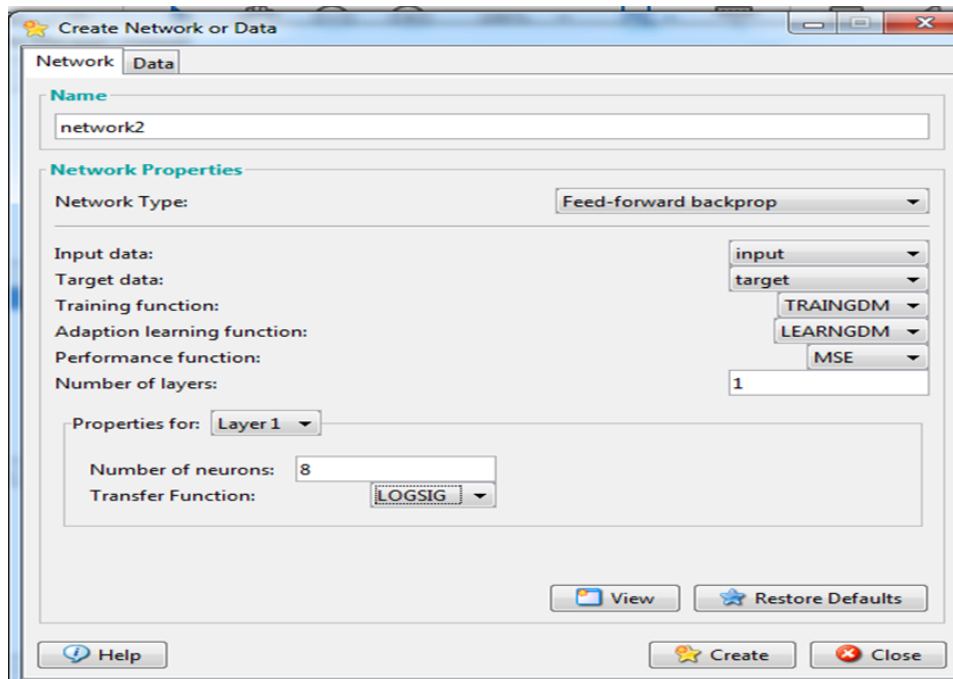 Create Network or Data
Network Data
Name
network2
Network Properties
Network Type: Feed-forward backprop
Input data: input
Target data: target
Training function: TRAINGDM
Adaption learning function: LEARNGDM
Performance function: MSE
Number of layers: 1
Properties for: Layer 1
Number of neurons: 8
Transfer Function: LOGSIG
View Restore Defaults
Help Create Close